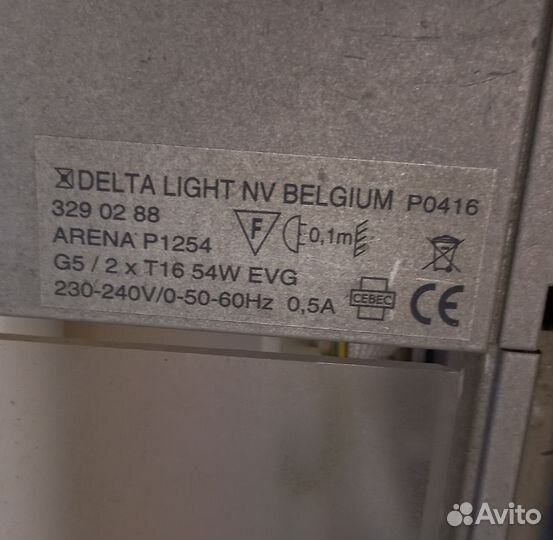 DELTA LIGHT NV BELGIUM P0416
329 02 88
F 0,1m
ARENA P1254
G5 / 2 x T16 54W EVG
230-240V/0-50-60Hz 0,5A CEBEC CE
Avito